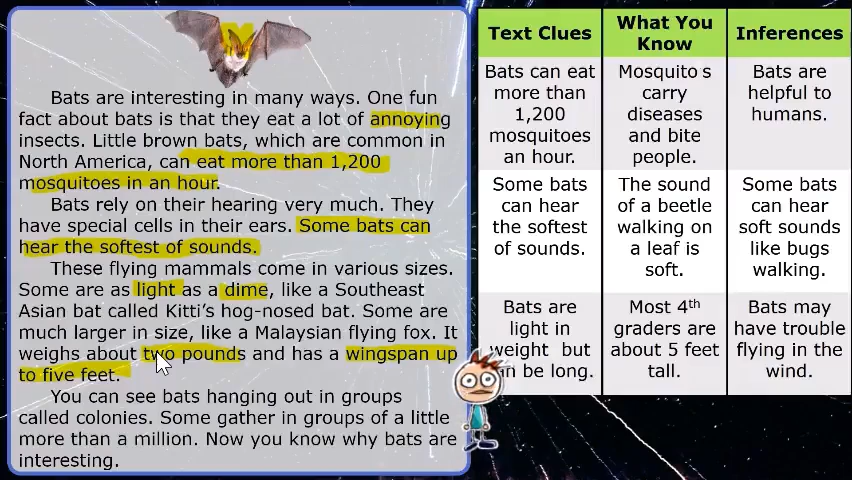 Bats are interesting in many ways. One fun
fact about bats is that they eat a lot of annoying
insects. Little brown bats, which are common in
North America, can eat more than 1,200
mosquitoes in an hour.
Bats rely on their hearing very much. They
have special cells in their ears. Some bats can
hear the softest of sounds.
These flying mammals come in various sizes.
Some are as light as a dime, like a Southeast
Asian bat called Kitti's hog-nosed bat. Some are
much larger in size, like a Malaysian flying fox. It
weighs about two pounds and has a wingspan up
to five feet.
You can see bats hanging out in groups
called colonies. Some gather in groups of a little
more than a million. Now you know why bats are
interesting.
Text Clues
What You
Know
Inferences
Bats can eat
more than
1,200
mosquitoes
an hour.
Mosquitos
carry
diseases
and bite
people.
Bats are
helpful to
humans.
Some bats
can hear
the softest
of sounds.
The sound
of a beetle
walking on
a leaf is
soft.
Some bats
can hear
soft sounds
like bugs
walking.
Bats are
light in
weight but
be long.
Most 4th
graders are
about 5 feet
tall.
Bats may
have trouble
flying in the
wind.